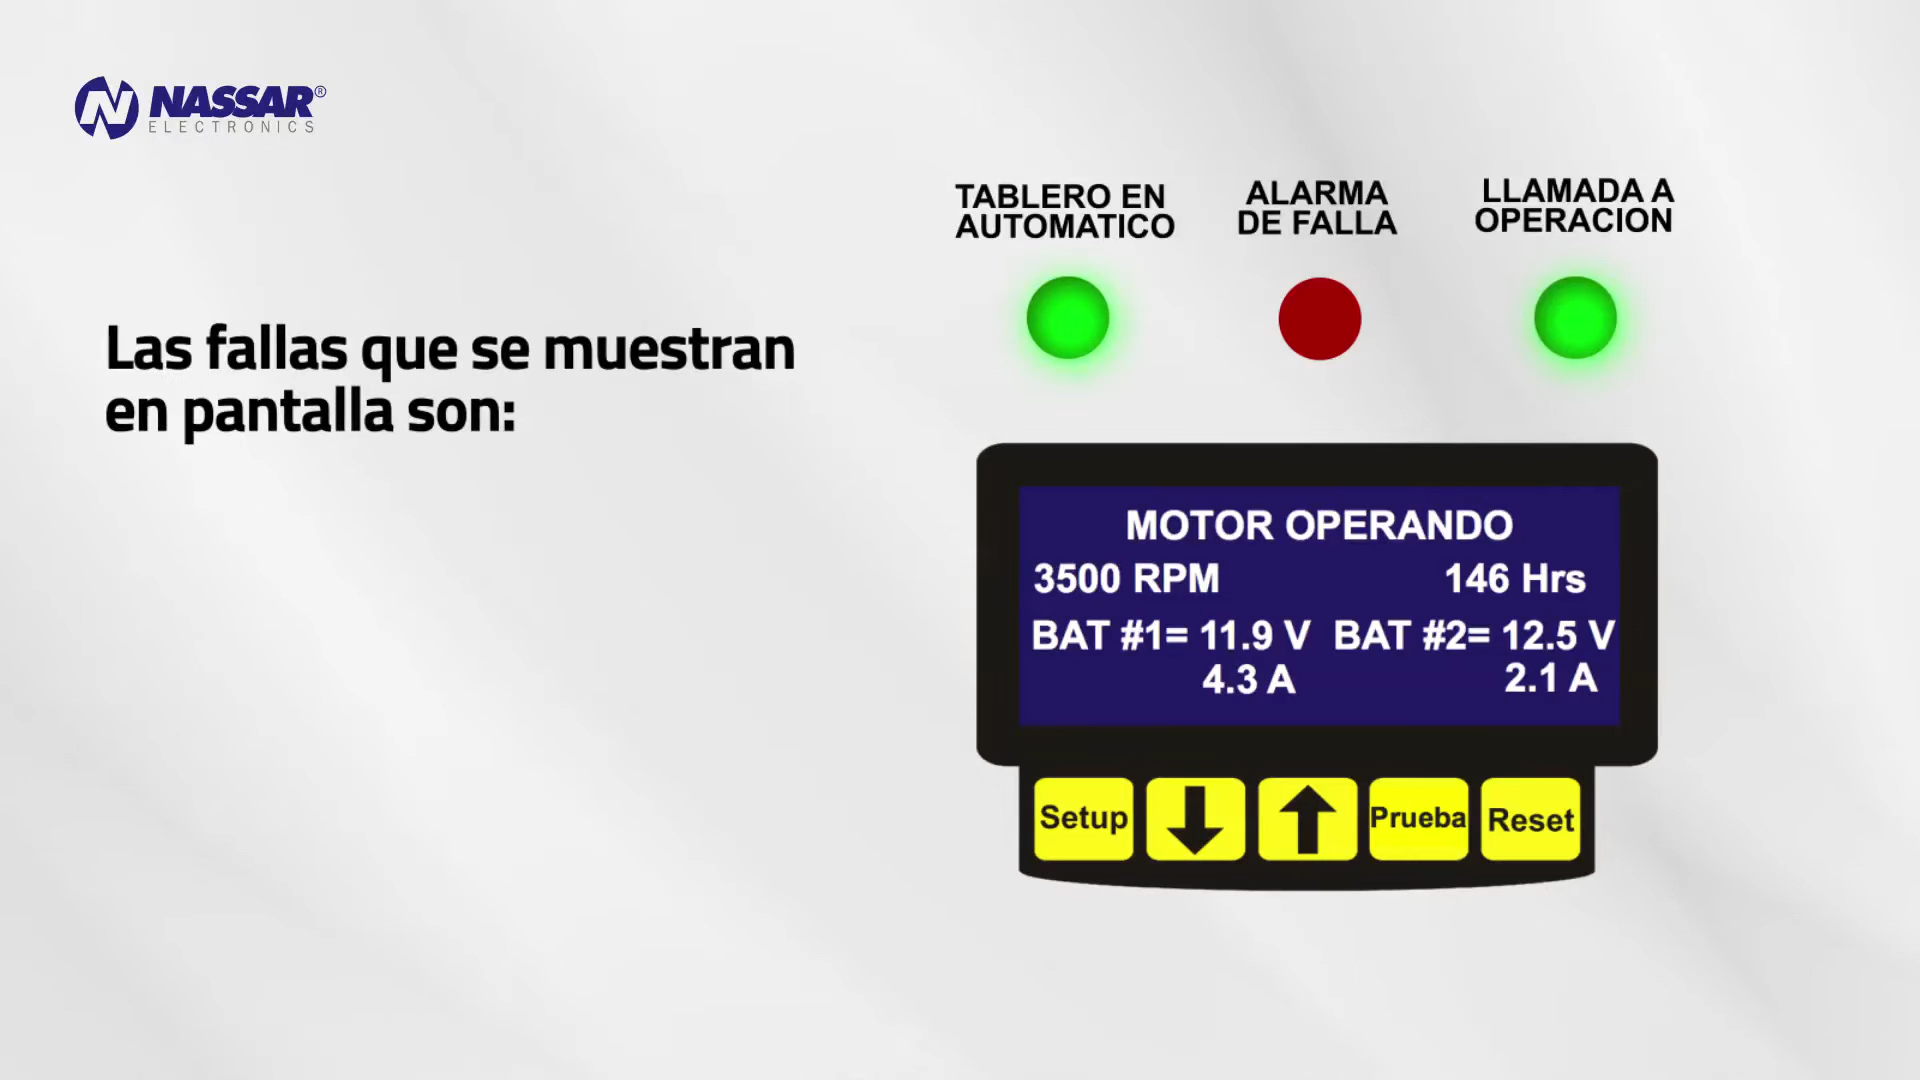 NASSAR®
ELECTRONICS
Las fallas que se muestran
en pantalla son:
TABLERO EN
AUTOMATICO
ALARMA
DE FALLA
LLAMADA A
OPERACION
MOTOR OPERANDO
3500 RPM 146 Hrs
BAT #1= 11.9 V BAT #2= 12.5 V
4.3 A 2.1 A
Setup Prueba Reset